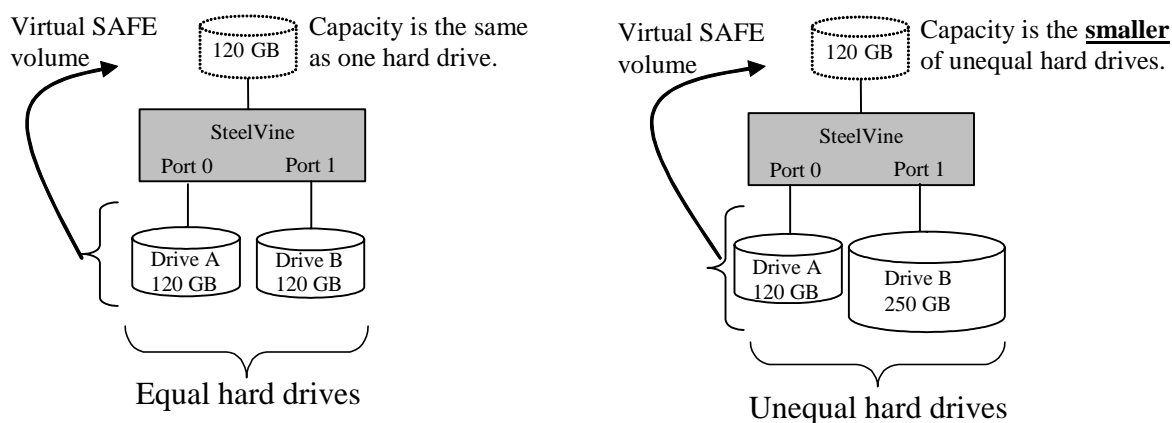 Virtual SAFE
volume
120 GB
Capacity is the same
as one hard drive.
SteelVine
Port 0 Port 1
Drive A
120 GB
Drive B
120 GB
Equal hard drives
Virtual SAFE
volume
120 GB
Capacity is the smaller
of unequal hard drives.
SteelVine
Port 0 Port 1
Drive A
120 GB
Drive B
250 GB
Unequal hard drives